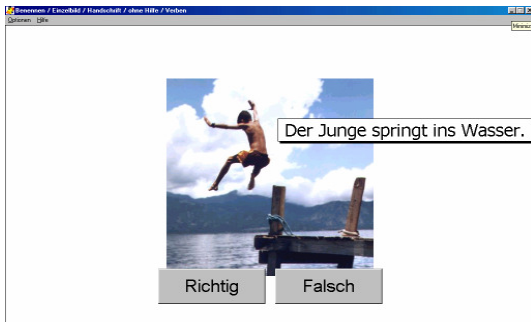 Benennen / Einzelbild / Handschrift / ohne Hilfe / Verben
Optionen Hilfe
Der Junge springt ins Wasser.
Richtig Falsch